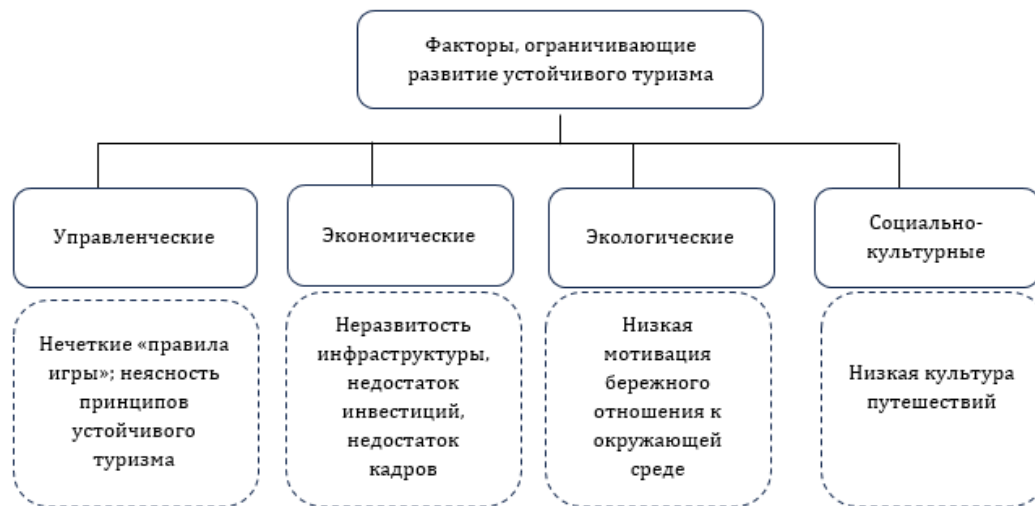 Факторы, ограничивающие
развитие устойчивого туризма
Управленческие
Экономические
Экологические
Социально-
культурные
Нечеткие «правила
игры»; неясность
принципов
устойчивого
туризма
Неразвитость
инфраструктуры,
недостаток
инвестиций,
недостаток
кадров
Низкая
мотивация
бережного
отношения к
окружающей
среде
Низкая культура
путешествий